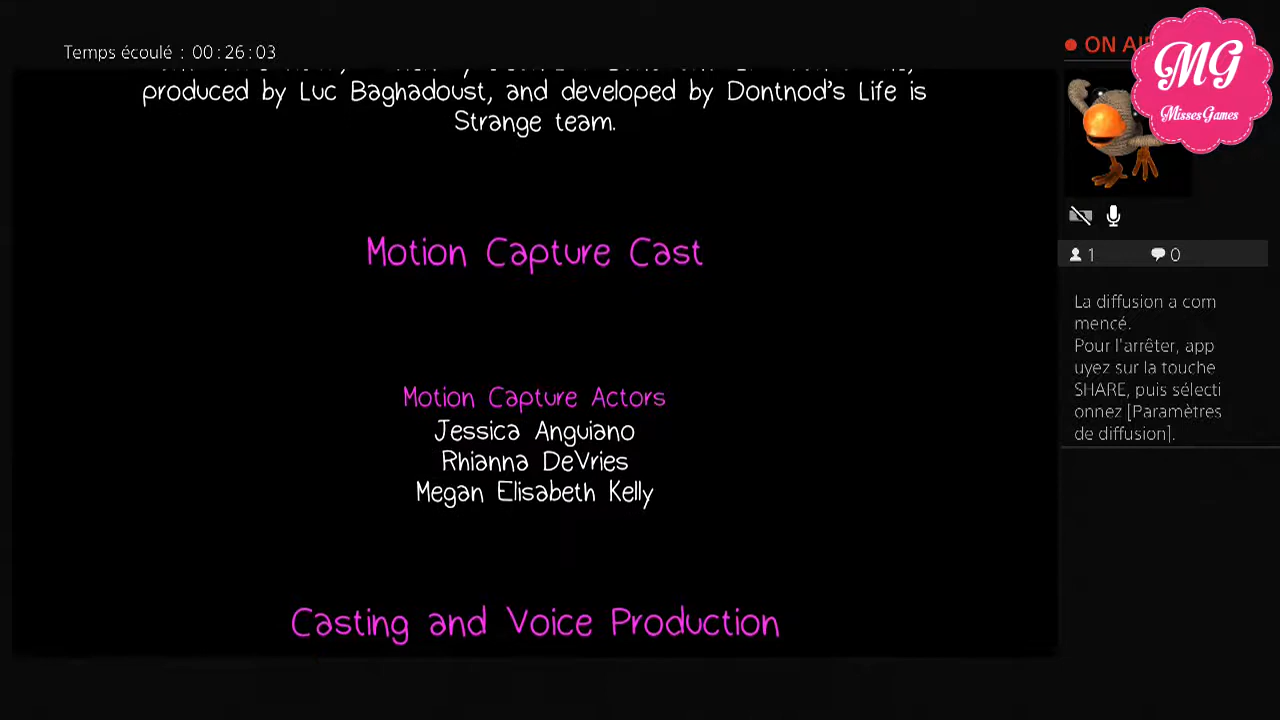 Temps écoulé : 00:26:03
ON AI
MG
MissesGames
produced by Luc Baghadoust, and developed by Dontnod's Life is
Strange team.
Motion Capture Cast
Motion Capture Actors
Jessica Anguiano
Rhianna DeVries
Megan Elisabeth Kelly
Casting and Voice Production
1
0
La diffusion a com
mencé.
Pour l'arrêter, app
uyez sur la touche
SHARE, puis sélecti
onnez [Paramètres
de diffusion].